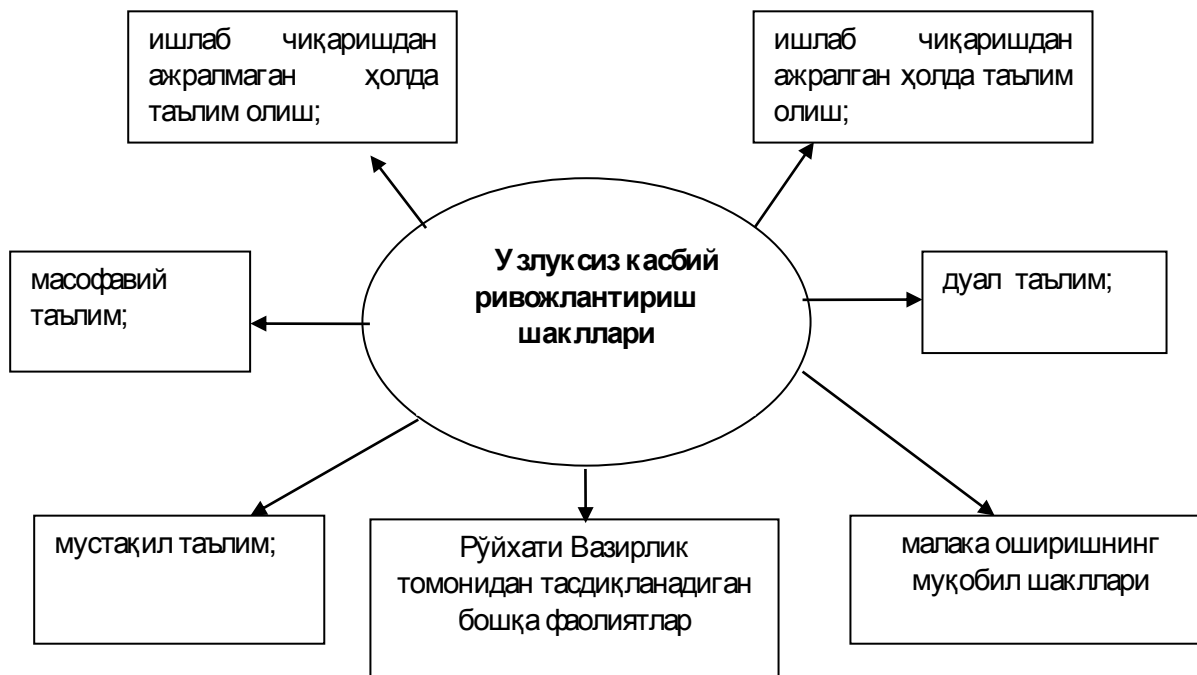 ишлаб чиқаришдан
ажралмаган ҳолда
таълим олиш;
ишлаб чиқаришдан
ажралган ҳолда таълим
олиш;
Узлуксиз касбий
ривожлантириш
шакллари
масофавий
таълим;
дуал таълим;
мустақил таълим;
Рўйхати Вазирлик
томонидан тасдиқланадиган
бошқа фаолиятлар
малака оширишнинг
муқобил шакллари